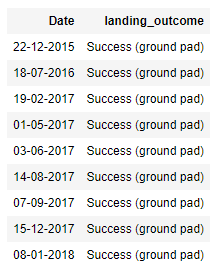 Date landing_outcome
22-12-2015 Success (ground pad)
18-07-2016 Success (ground pad)
19-02-2017 Success (ground pad)
01-05-2017 Success (ground pad)
03-06-2017 Success (ground pad)
14-08-2017 Success (ground pad)
07-09-2017 Success (ground pad)
15-12-2017 Success (ground pad)
08-01-2018 Success (ground pad)